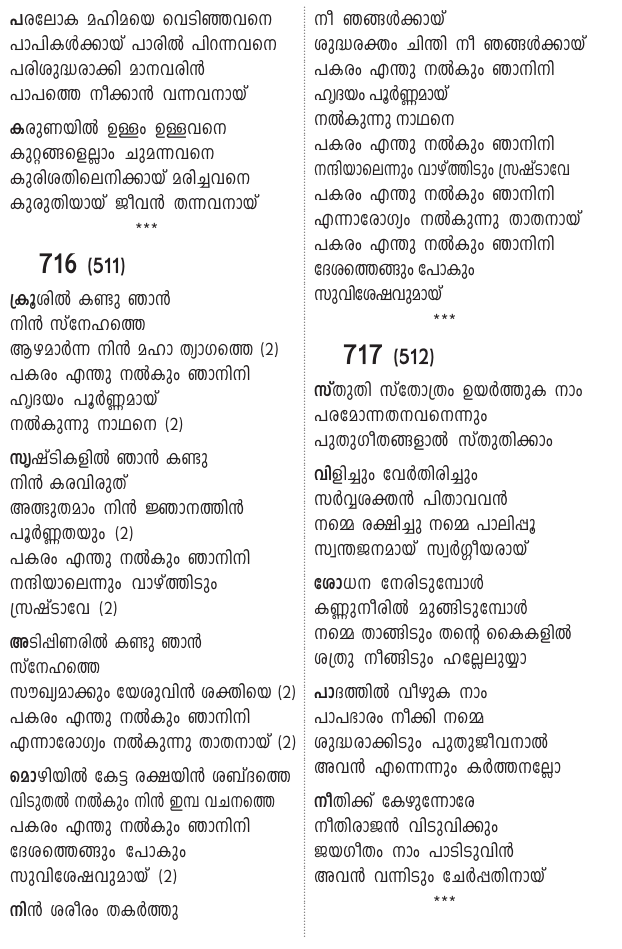 പരലോക മഹിമയെ വെടിഞ്ഞവനെ
പാപികൾക്കായ് പാരിൽ പിറന്നവനെ
പരിശുദ്ധരാക്കി മാനവരിൻ
പാപത്തെ നീക്കാൻ വന്നവനായ്
കരുണയിൽ ഉള്ളം ഉള്ളവനെ
കുറ്റങ്ങളെല്ലാം ചുമന്നവനെ
കുരിശതിലെനിക്കായ് മരിച്ചവനെ
കുരുതിയായ് ജീവൻ തന്നവനായ്
***
716 (511)
ക്രൂശിൽ കണ്ടു ഞാൻ
നിൻ സ്നേഹത്തെ
ആഴമാർന്ന നിൻ മഹാ ത്യാഗത്തെ (2)
പകരം എന്തു നൽകും ഞാനിനി
ഹൃദയം പൂർണ്ണമായ്
നൽകുന്നു നാഥനെ (2)
സൃഷ്ടികളിൽ ഞാൻ കണ്ടു
നിൻ കരവിരുത്
അത്ഭുതമാം നിൻ ജ്ഞാനത്തിൻ
പൂർണ്ണതയും (2)
പകരം എന്തു നൽകും ഞാനിനി
നന്ദിയാലെന്നും വാഴ്ത്തിടും
സ്രഷ്ടാവേ (2)
അടിപ്പിണരിൽ കണ്ടു ഞാൻ
സ്നേഹത്തെ
സൗഖ്യമാക്കും യേശുവിൻ ശക്തിയെ (2)
പകരം എന്തു നൽകും ഞാനിനി
എന്നാരോഗ്യം നൽകുന്നു താതനായ് (2)
മൊഴിയിൽ കേട്ട രക്ഷയിൻ ശബ്ദത്തെ
വിടുതൽ നൽകും നിൻ ഇമ്പ വചനത്തെ
പകരം എന്തു നൽകും ഞാനിനി
ദേശത്തെങ്ങും പോകും
സുവിശേഷവുമായ് (2)
നിൻ ശരീരം തകർത്തു
നീ ഞങ്ങൾക്കായ്
ശുദ്ധരക്തം ചിന്തി നീ ഞങ്ങൾക്കായ്
പകരം എന്തു നൽകും ഞാനിനി
ഹൃദയം പൂർണ്ണമായ്
നൽകുന്നു നാഥനെ
പകരം എന്തു നൽകും ഞാനിനി
നന്ദിയാലെന്നും വാഴ്ത്തിടും സ്രഷ്ടാവേ
പകരം എന്തു നൽകും ഞാനിനി
എന്നാരോഗ്യം നൽകുന്നു താതനായ്
പകരം എന്തു നൽകും ഞാനിനി
ദേശത്തെങ്ങും പോകും
സുവിശേഷവുമായ്
***
717 (512)
സ്തുതി സ്തോത്രം ഉയർത്തുക നാം
പരമോന്നതനവനെന്നും
പുതുഗീതങ്ങളാൽ സ്തുതിക്കാം
വിളിച്ചും വേർതിരിച്ചും
സർവ്വശക്തൻ പിതാവവൻ
നമ്മെ രക്ഷിച്ചു നമ്മെ പാലിപ്പൂ
സ്വന്തജനമായ് സ്വർഗ്ഗീയരായ്
ശോധന നേരിടുമ്പോൾ
കണ്ണുനീരിൽ മുങ്ങിടുമ്പോൾ
നമ്മെ താങ്ങിടും തന്റെ കൈകളിൽ
ശത്രു നീങ്ങിടും ഹല്ലേലുയ്യാ
പാദത്തിൽ വീഴുക നാം
പാപഭാരം നീക്കി നമ്മെ
ശുദ്ധരാക്കിടും പുതുജീവനാൽ
അവൻ എന്നെന്നും കർത്തനല്ലോ
നീതിക്ക് കേഴുന്നോരേ
നീതിരാജൻ വിടുവിക്കും
ജയഗീതം നാം പാടിടുവിൻ
അവൻ വന്നിടും ചേർപ്പതിനായ്
***